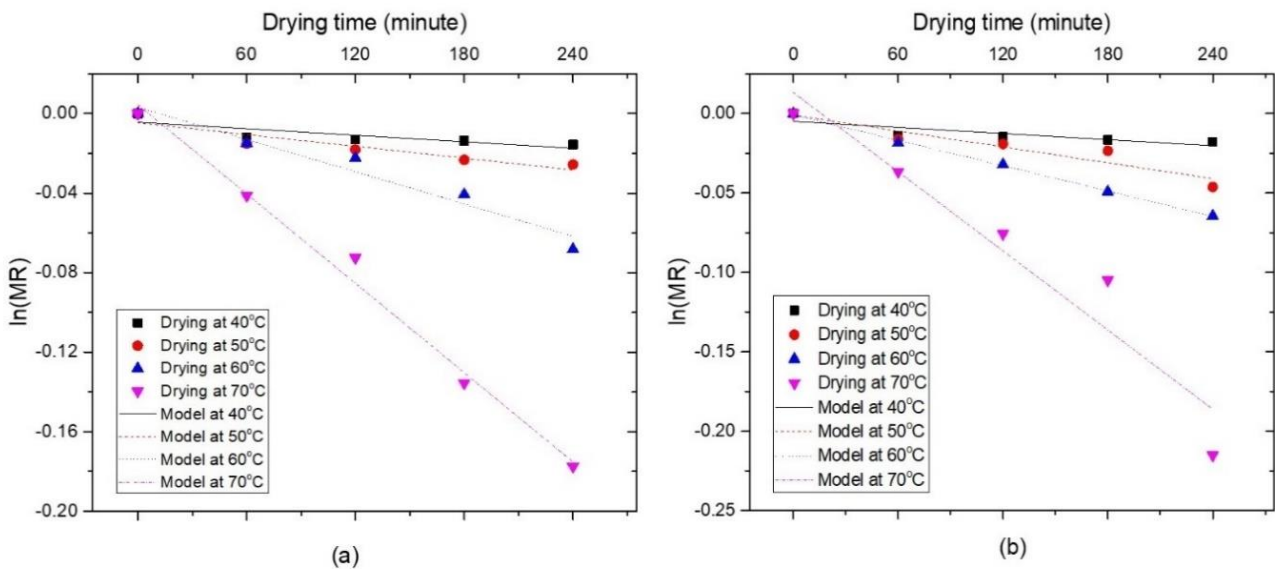 Drying time (minute)
0 60 120 180 240
0.00
-0.04
-0.08
-0.12
-0.16
-0.20
ln(MR)
Drying at 40°C
Drying at 50°C
Drying at 60°C
Drying at 70°C
Model at 40°C
Model at 50°C
Model at 60°C
Model at 70°C
(a)
Drying time (minute)
0 60 120 180 240
0.00
-0.05
-0.10
-0.15
-0.20
-0.25
ln(MR)
Drying at 40°C
Drying at 50°C
Drying at 60°C
Drying at 70°C
Model at 40°C
Model at 50°C
Model at 60°C
Model at 70°C
(b)